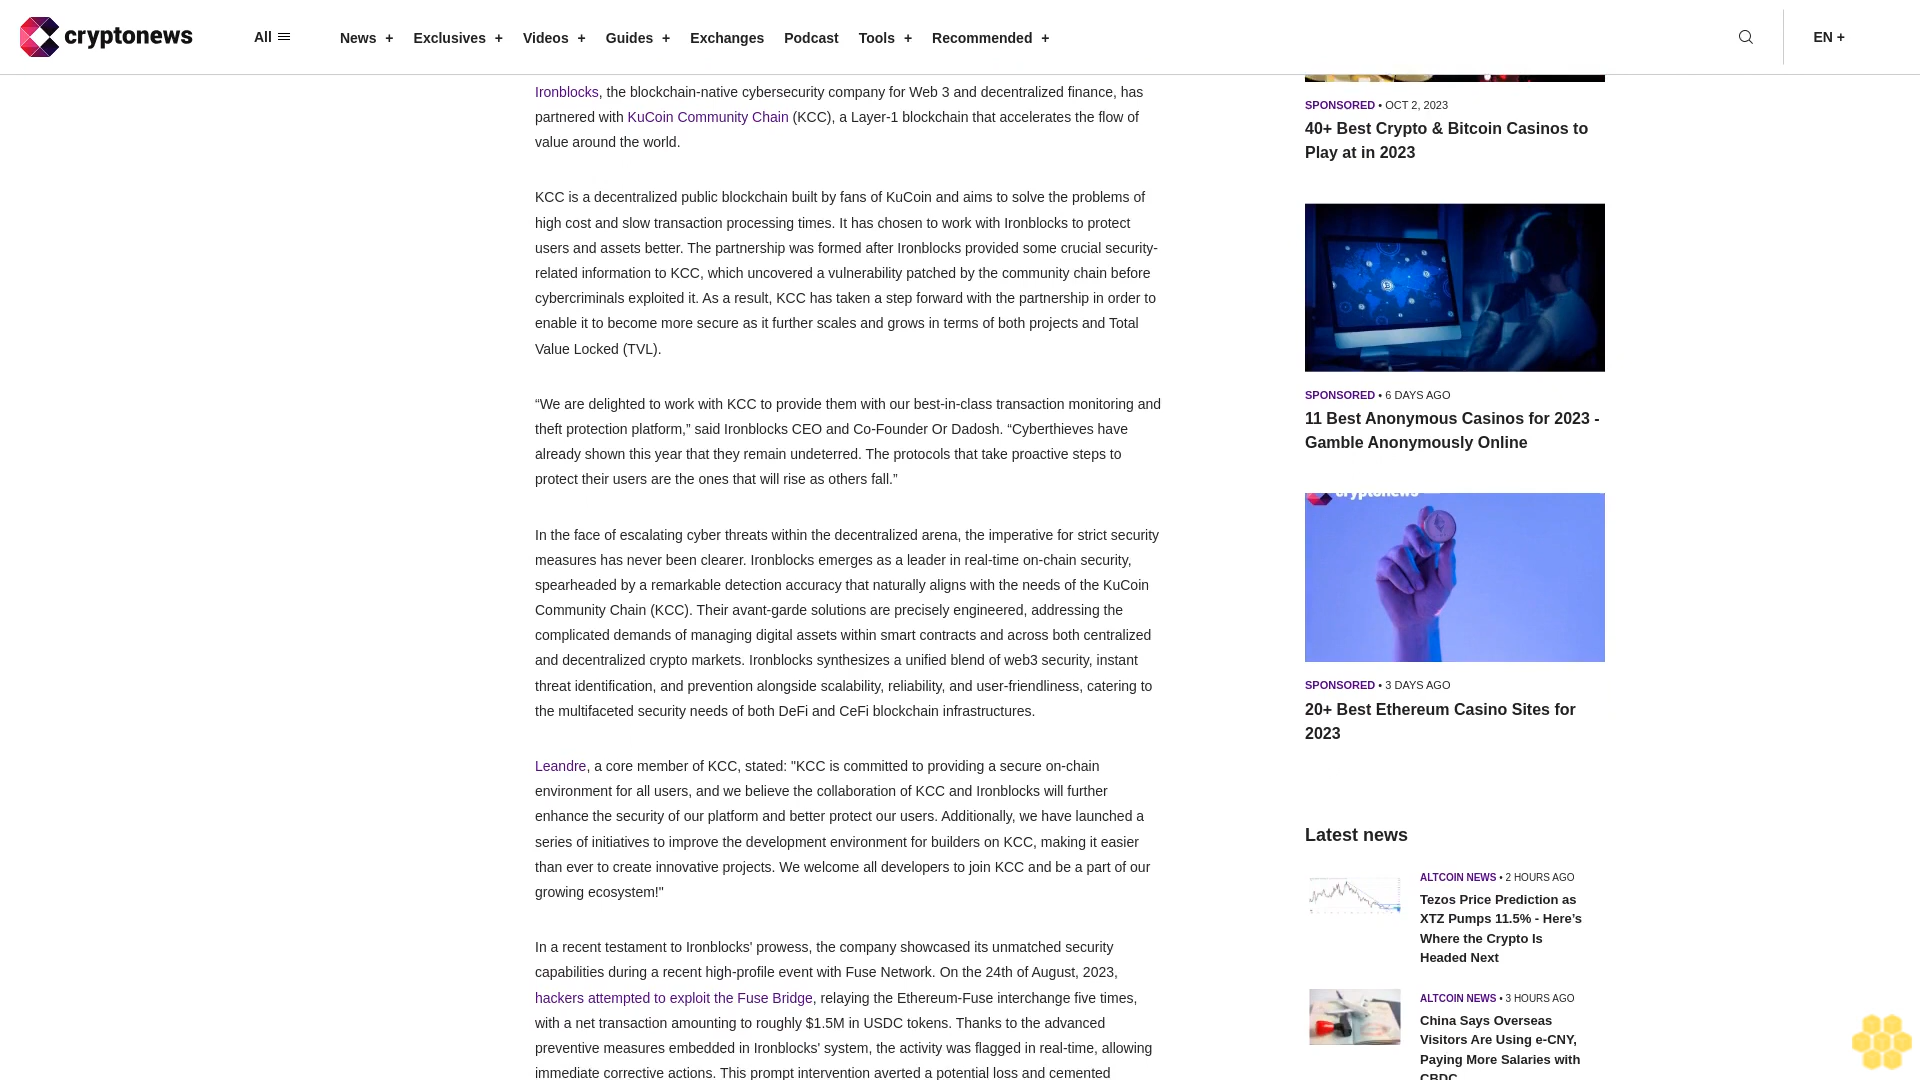 cryptonews
All
News +
Exclusives +
Videos +
Guides +
Exchanges
Podcast
Tools +
Recommended +
EN +
Ironblocks, the blockchain-native cybersecurity company for Web 3 and decentralized finance, has
partnered with KuCoin Community Chain (KCC), a Layer-1 blockchain that accelerates the flow of
value around the world.
KCC is a decentralized public blockchain built by fans of KuCoin and aims to solve the problems of
high cost and slow transaction processing times. It has chosen to work with Ironblocks to protect
users and assets better. The partnership was formed after Ironblocks provided some crucial security-
related information to KCC, which uncovered a vulnerability patched by the community chain before
cybercriminals exploited it. As a result, KCC has taken a step forward with the partnership in order to
enable it to become more secure as it further scales and grows in terms of both projects and Total
Value Locked (TVL).
“We are delighted to work with KCC to provide them with our best-in-class transaction monitoring and
theft protection platform,” said Ironblocks CEO and Co-Founder Or Dadosh. “Cyberthieves have
already shown this year that they remain undeterred. The protocols that take proactive steps to
protect their users are the ones that will rise as others fall.”
In the face of escalating cyber threats within the decentralized arena, the imperative for strict security
measures has never been clearer. Ironblocks emerges as a leader in real-time on-chain security,
spearheaded by a remarkable detection accuracy that naturally aligns with the needs of the KuCoin
Community Chain (KCC). Their avant-garde solutions are precisely engineered, addressing the
complicated demands of managing digital assets within smart contracts and across both centralized
and decentralized crypto markets. Ironblocks synthesizes a unified blend of web3 security, instant
threat identification, and prevention alongside scalability, reliability, and user-friendliness, catering to
the multifaceted security needs of both DeFi and CeFi blockchain infrastructures.
Leandre, a core member of KCC, stated: "KCC is committed to providing a secure on-chain
environment for all users, and we believe the collaboration of KCC and Ironblocks will further
enhance the security of our platform and better protect our users. Additionally, we have launched a
series of initiatives to improve the development environment for builders on KCC, making it easier
than ever to create innovative projects. We welcome all developers to join KCC and be a part of our
growing ecosystem!"
In a recent testament to Ironblocks' prowess, the company showcased its unmatched security
capabilities during a recent high-profile event with Fuse Network. On the 24th of August, 2023,
hackers attempted to exploit the Fuse Bridge, relaying the Ethereum-Fuse interchange five times,
with a net transaction amounting to roughly $1.5M in USDC tokens. Thanks to the advanced
preventive measures embedded in Ironblocks' system, the activity was flagged in real-time, allowing
immediate corrective actions. This prompt intervention averted a potential loss and cemented
SPONSORED • OCT 2, 2023
40+ Best Crypto & Bitcoin Casinos to
Play at in 2023
SPONSORED • 6 DAYS AGO
11 Best Anonymous Casinos for 2023 -
Gamble Anonymously Online
cryptonews
SPONSORED • 3 DAYS AGO
20+ Best Ethereum Casino Sites for
2023
Latest news
ALTCOIN NEWS • 2 HOURS AGO
Tezos Price Prediction as
XTZ Pumps 11.5% - Here’s
Where the Crypto Is
Headed Next
ALTCOIN NEWS • 3 HOURS AGO
China Says Overseas
Visitors Are Using e-CNY,
Paying More Salaries with
CBDC